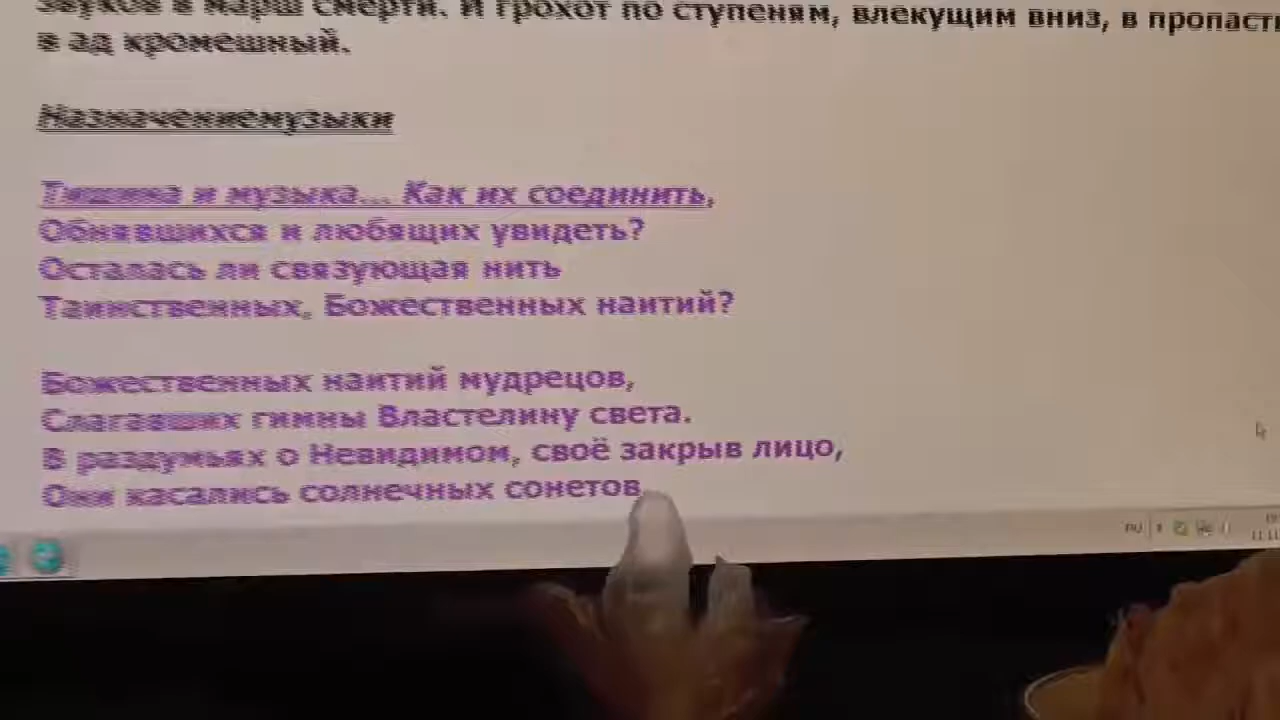 звуков в марш смерти. И грохот по ступеням, влекущим вниз, в пропасть
в ад кромешный.
Назначениемузыки
Тишина и музыка... Как их соединить,
Обнявшихся и любящих увидеть?
Осталась ли связующая нить
Таинственных, Божественных наитий?
Божественных наитий мудрецов,
Слагавших гимны Властелину света.
В раздумьях о Невидимом, своё закрыв лицо,
Они касались солнечных сонетов
RU